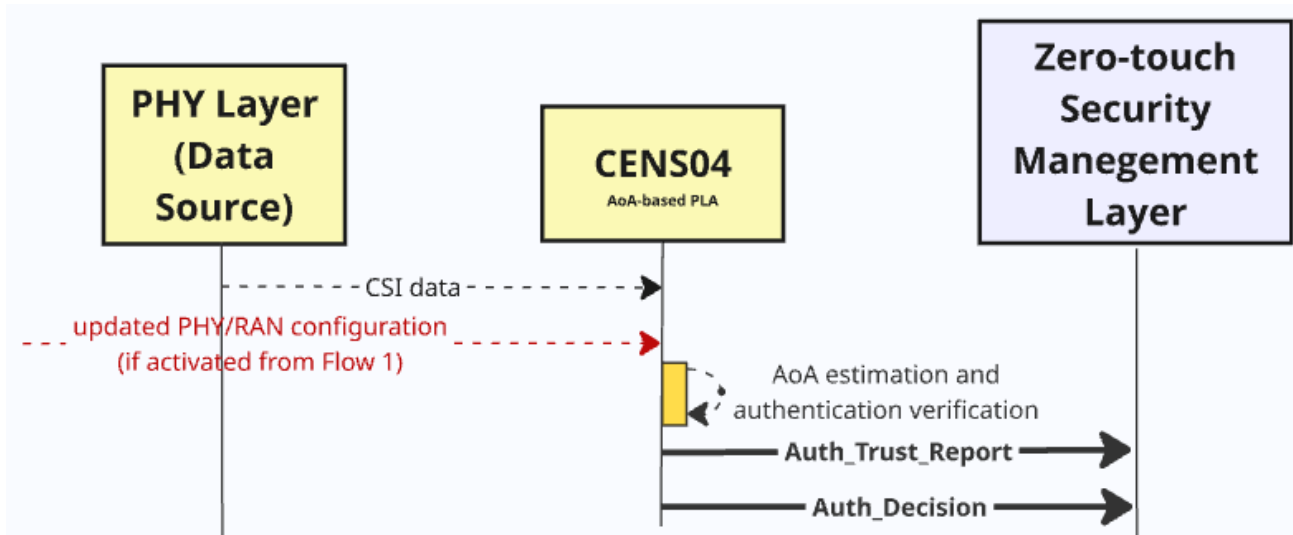 PHY Layer
(Data
Source)
CENS04
AoA-based PLA
Zero-touch
Security
Manegement
Layer
CSI data
updated PHY/RAN configuration
(if activated from Flow 1)
AoA estimation and
authentication verification
Auth_Trust_Report
Auth_Decision